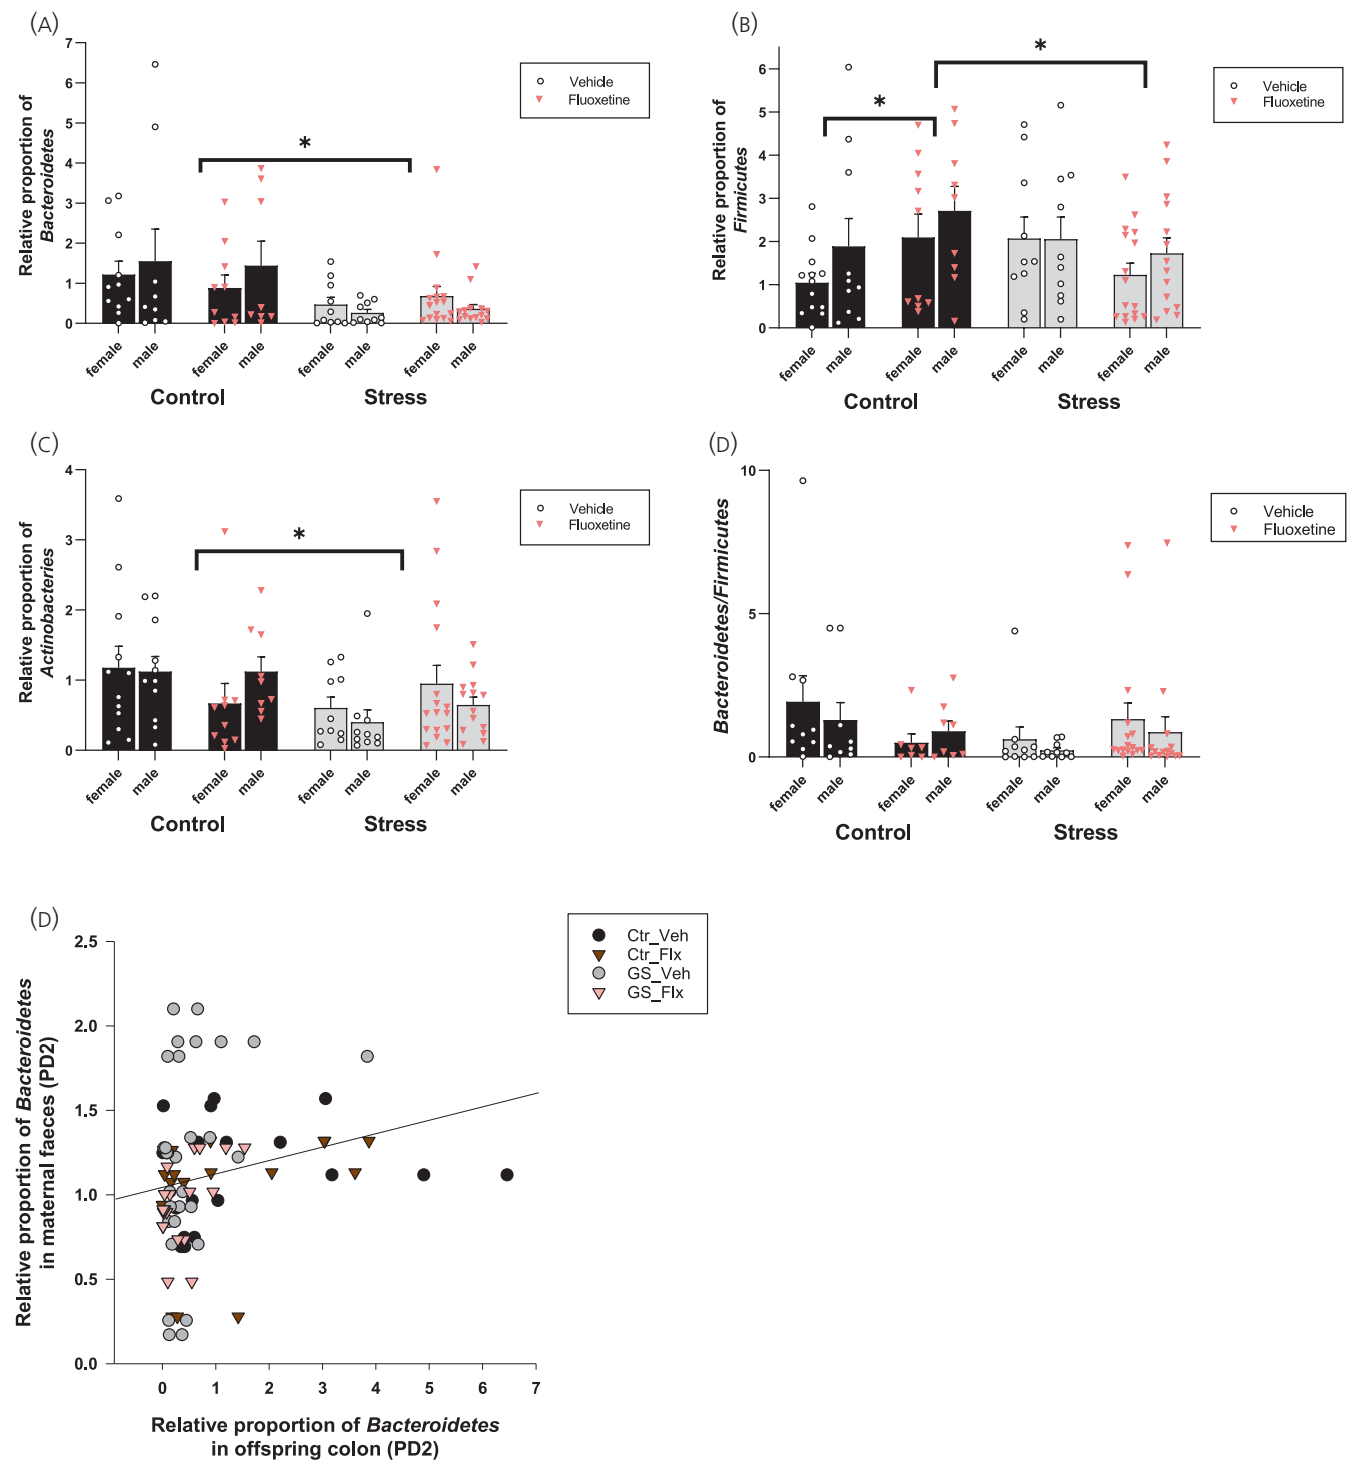 (A)
7
6
5
4
3
2
1
0
Relative proportion of
Bacteroidetes
*
Vehicle
Fluoxetine
female
male
female
male
female
male
female
male
Control
Stress
(B)
6
5
4
3
2
1
0
Relative proportion of
Firmicutes
*
*
Vehicle
Fluoxetine
female
male
female
male
female
male
female
male
Control
Stress
(C)
4
3
2
1
0
Relative proportion of
Actinobacteries
*
Vehicle
Fluoxetine
female
male
female
male
female
male
female
male
Control
Stress
(D)
10
5
0
Bacteroidetes/Firmicutes
Vehicle
Fluoxetine
female
male
female
male
female
male
female
male
Control
Stress
(D)
2.5
2.0
1.5
1.0
0.5
0.0
Relative proportion of Bacteroidetes
in maternal faeces (PD2)
Ctr_Veh
Ctr_Flx
GS_Veh
GS_Flx
0 1 2 3 4 5 6 7
Relative proportion of Bacteroidetes
in offspring colon (PD2)